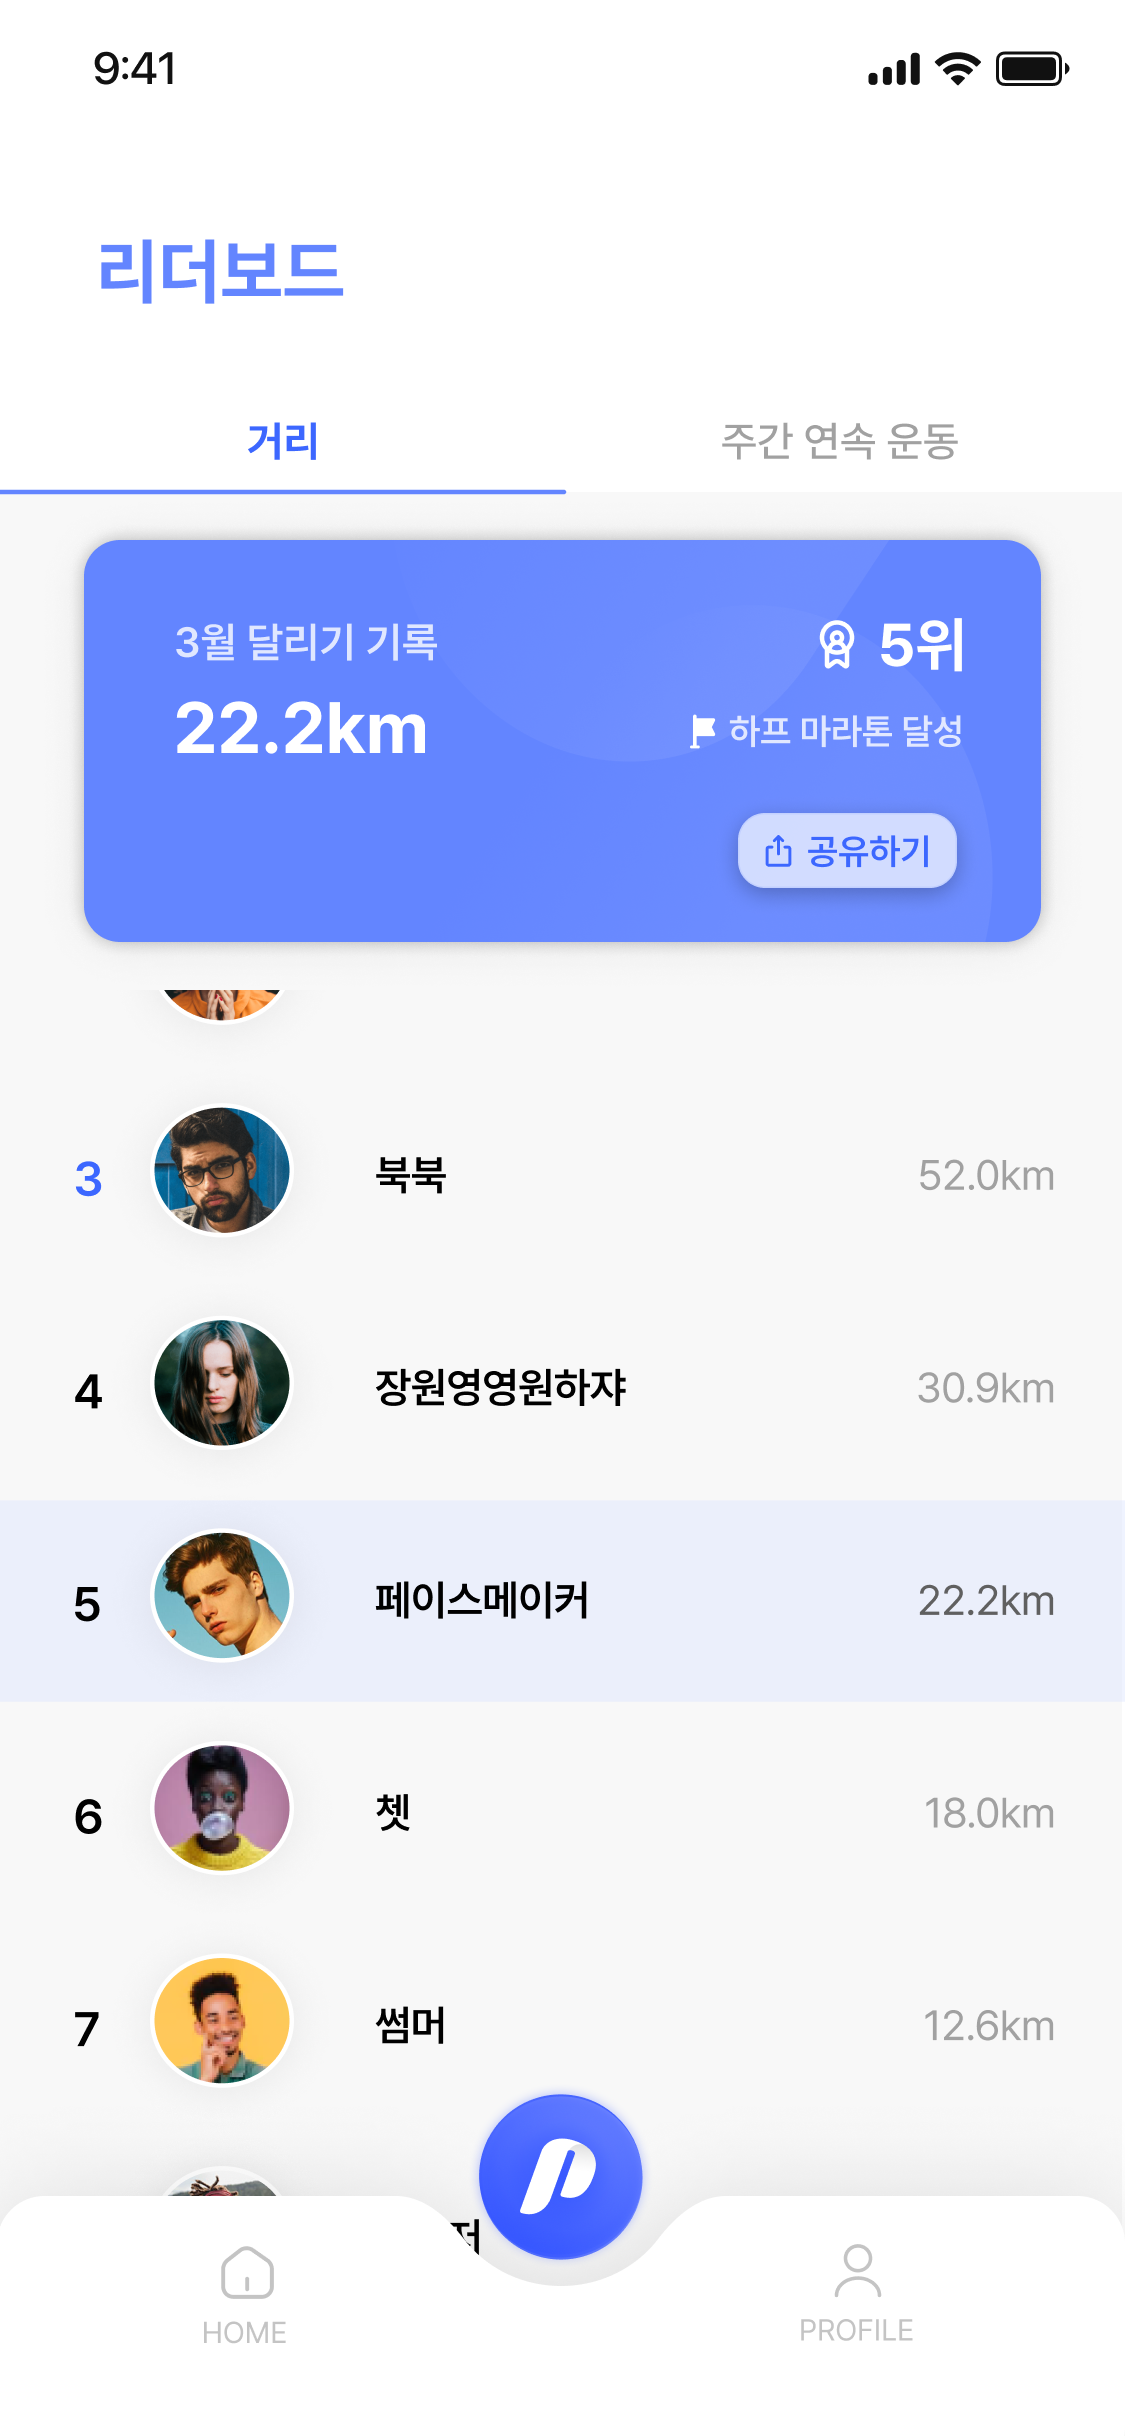 9:41
리더보드
거리
주간 연속 운동
3월 달리기 기록
5위
22.2km
하프 마라톤 달성
공유하기
3 북북 52.0km
4 장원영영원하쟈 30.9km
5 페이스메이커 22.2km
6 쳇 18.0km
7 썸머 12.6km
HOME
PROFILE